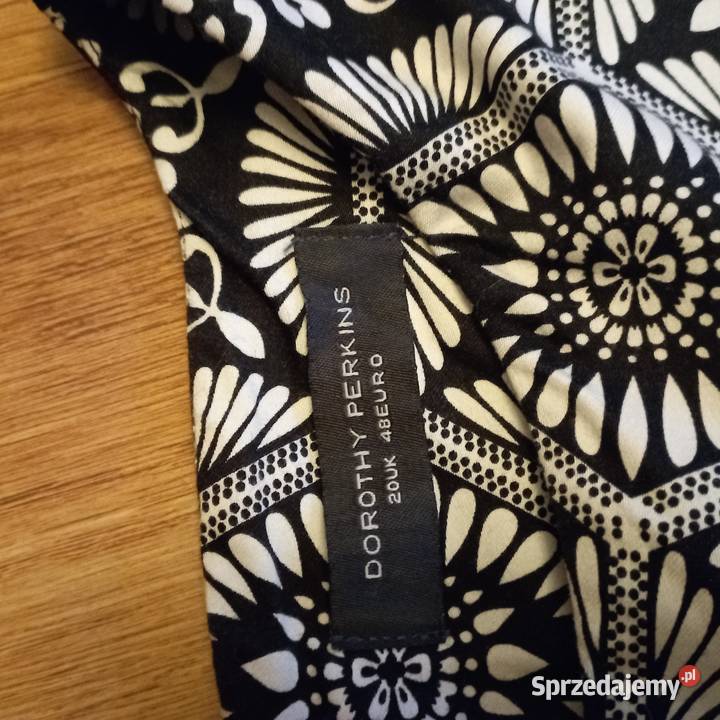 DOROTHY PERKINS
20UK 48EURO
Sprzedajemy.pl